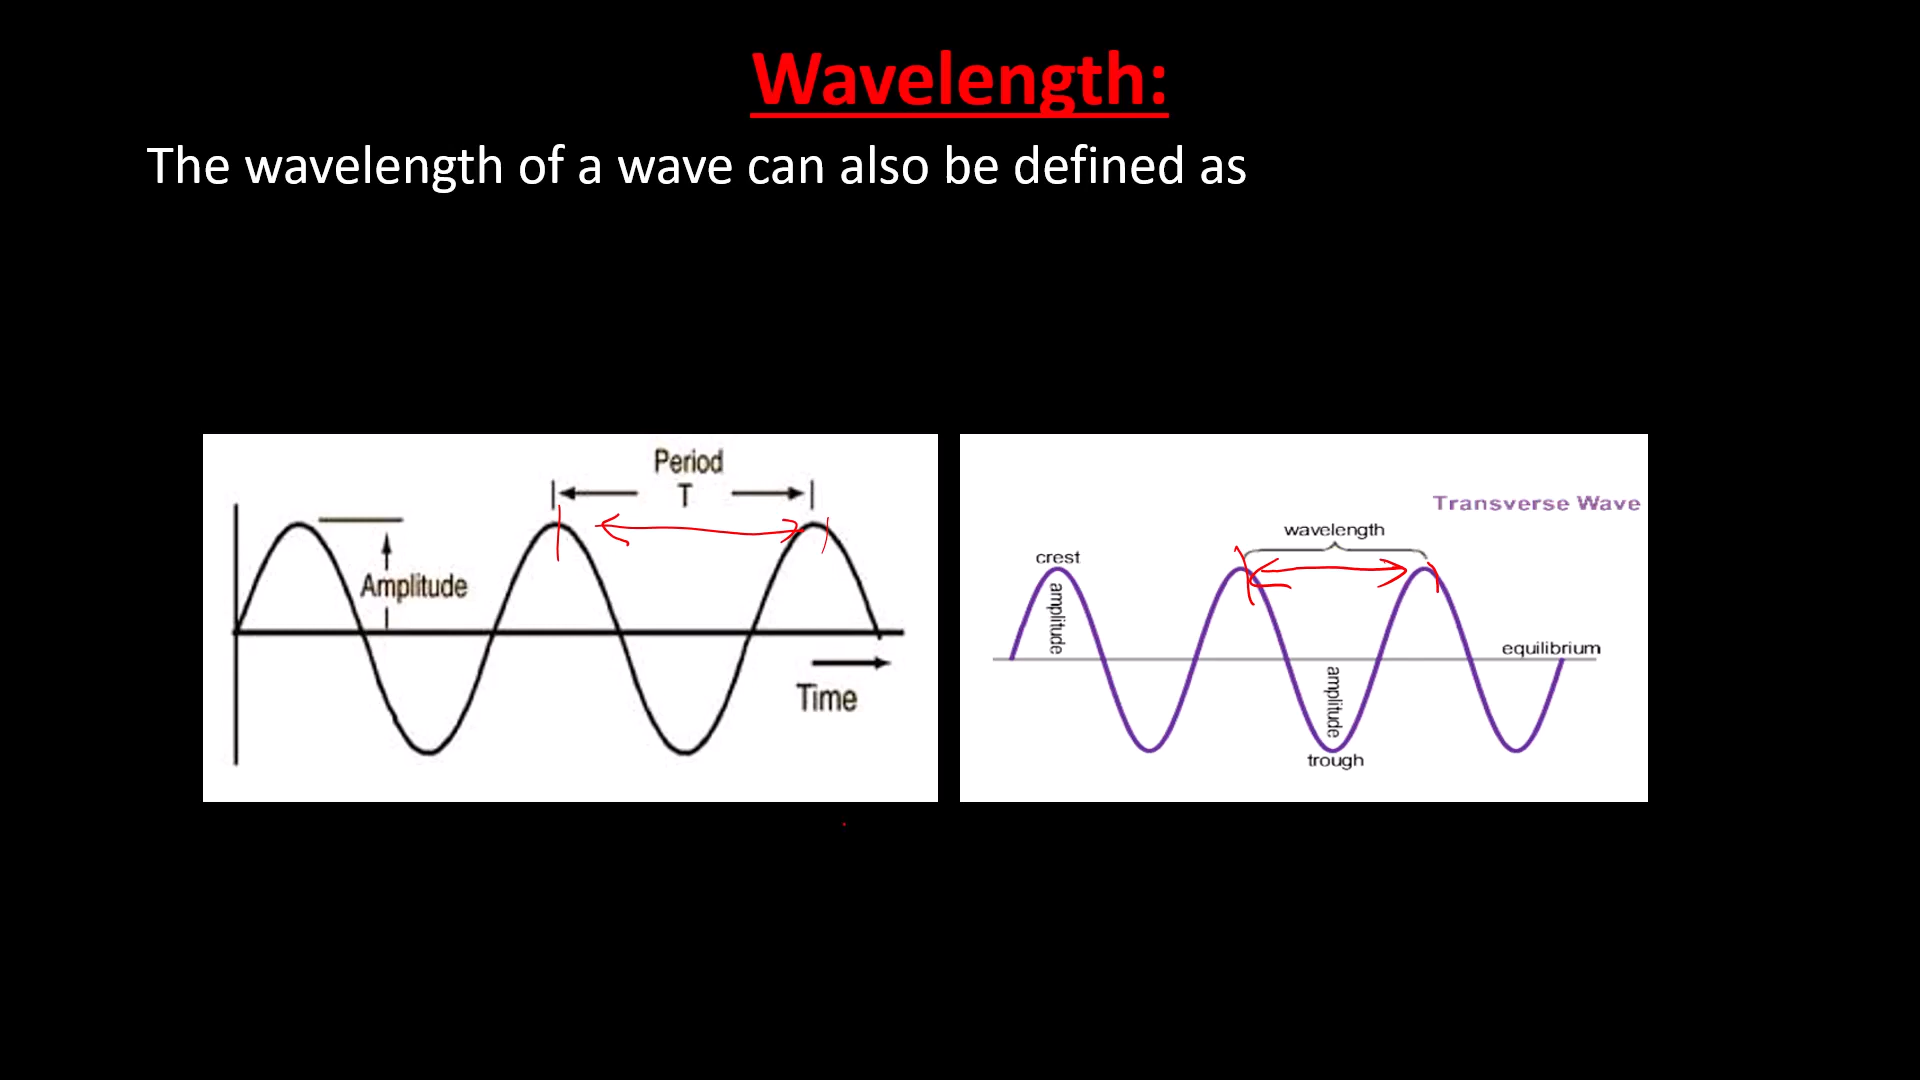 Wavelength:
The wavelength of a wave can also be defined as
Period
T
Amplitude
Time
Transverse Wave
wavelength
crest
amplitude
equilibrium
amplitude
trough